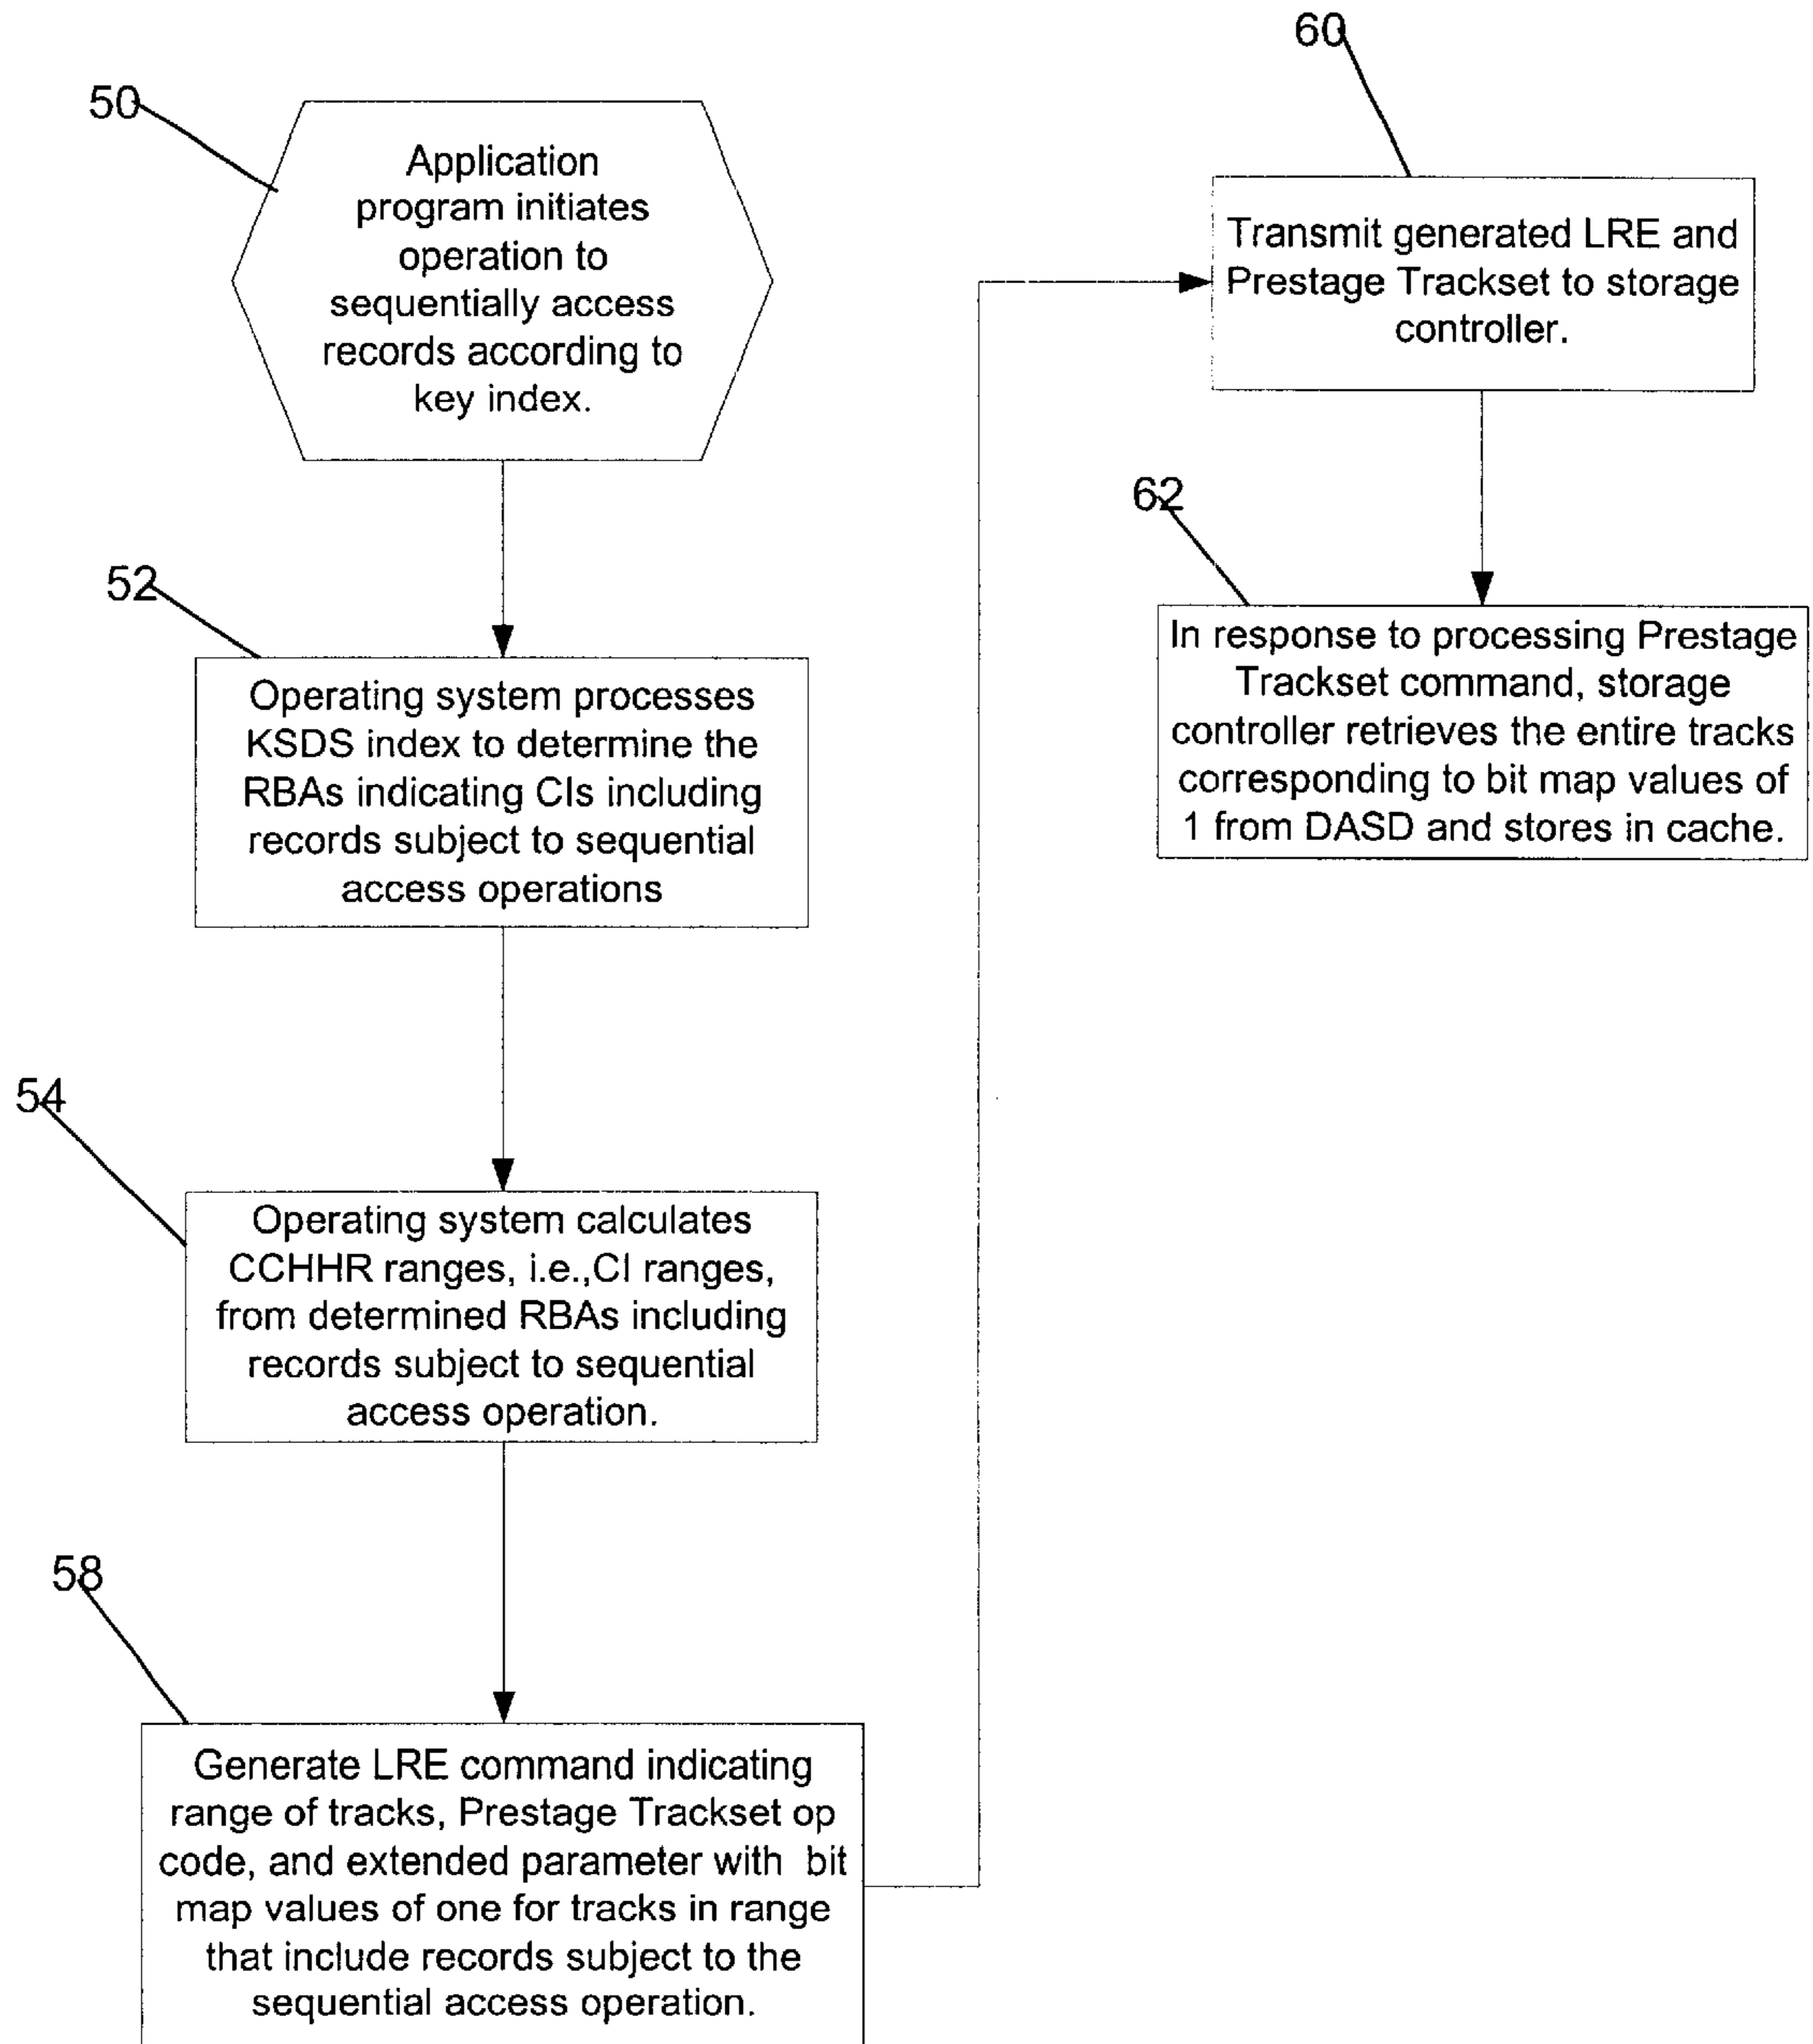 50
Application
program initiates
operation to
sequentially access
records according to
key index.
52
Operating system processes
KSDS index to determine the
RBAs indicating CIs including
records subject to sequential
access operations
54
Operating system calculates
CCHHR ranges, i.e.,CI ranges,
from determined RBAs including
records subject to sequential
access operation.
58
Generate LRE command indicating
range of tracks, Prestage Trackset op
code, and extended parameter with bit
map values of one for tracks in range
that include records subject to the
sequential access operation.
60
Transmit generated LRE and
Prestage Trackset to storage
controller.
62
In response to processing Prestage
Trackset command, storage
controller retrieves the entire tracks
corresponding to bit map values of
1 from DASD and stores in cache.